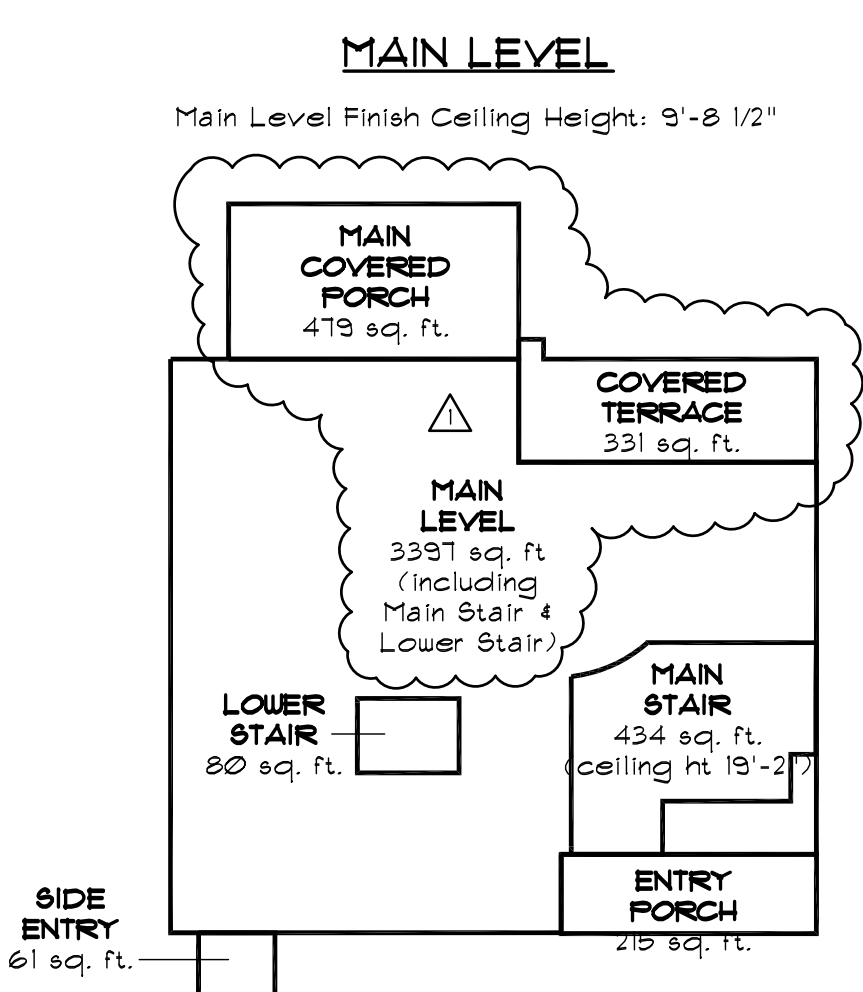 MAIN LEVEL
Main Level Finish Ceiling Height: 9'-8 1/2"
MAIN
COVERED
PORCH
479 sq. ft.
COVERED
TERRACE
331 sq. ft.
1
MAIN
LEVEL
3397 sq. ft
(including
Main Stair &
Lower Stair)
LOWER
STAIR
80 sq. ft.
MAIN
STAIR
434 sq. ft.
(ceiling ht 19'-2")
ENTRY
PORCH
215 sq. ft.
SIDE
ENTRY
61 sq. ft.